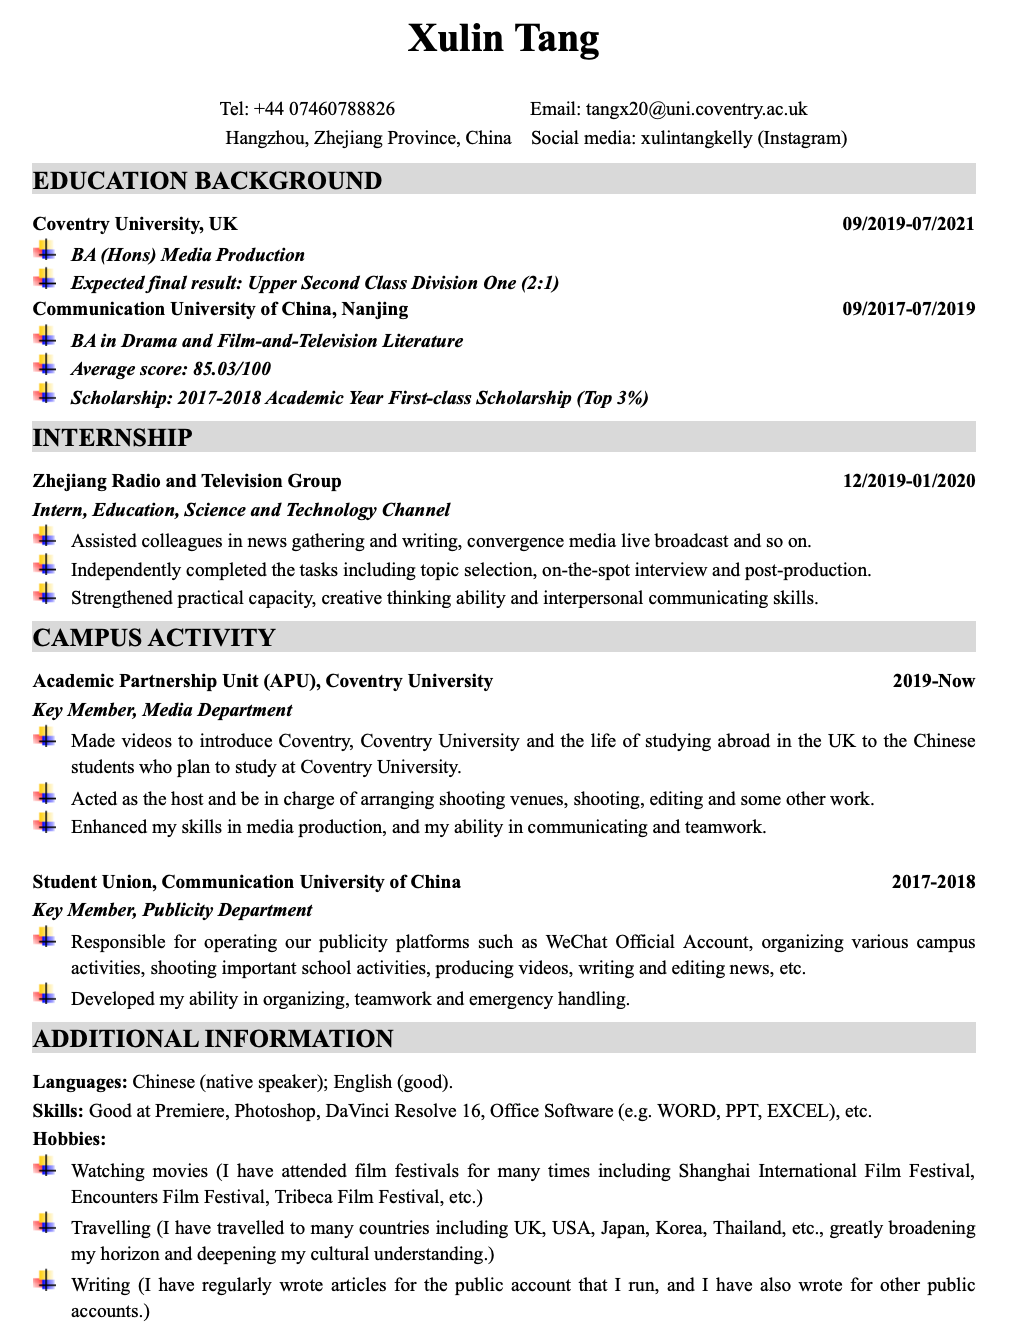 Xulin Tang
Tel: +44 07460788826 Email: tangx20@uni.coventry.ac.uk
Hangzhou, Zhejiang Province, China Social media: xulintangkelly (Instagram)
EDUCATION BACKGROUND
Coventry University, UK 09/2019-07/2021
BA (Hons) Media Production
Expected final result: Upper Second Class Division One (2:1)
Communication University of China, Nanjing 09/2017-07/2019
BA in Drama and Film-and-Television Literature
Average score: 85.03/100
Scholarship: 2017-2018 Academic Year First-class Scholarship (Top 3%)
INTERNSHIP
Zhejiang Radio and Television Group 12/2019-01/2020
Intern, Education, Science and Technology Channel
Assisted colleagues in news gathering and writing, convergence media live broadcast and so on.
Independently completed the tasks including topic selection, on-the-spot interview and post-production.
Strengthened practical capacity, creative thinking ability and interpersonal communicating skills.
CAMPUS ACTIVITY
Academic Partnership Unit (APU), Coventry University 2019-Now
Key Member, Media Department
Made videos to introduce Coventry, Coventry University and the life of studying abroad in the UK to the Chinese
students who plan to study at Coventry University.
Acted as the host and be in charge of arranging shooting venues, shooting, editing and some other work.
Enhanced my skills in media production, and my ability in communicating and teamwork.
Student Union, Communication University of China 2017-2018
Key Member, Publicity Department
Responsible for operating our publicity platforms such as WeChat Official Account, organizing various campus
activities, shooting important school activities, producing videos, writing and editing news, etc.
Developed my ability in organizing, teamwork and emergency handling.
ADDITIONAL INFORMATION
Languages: Chinese (native speaker); English (good).
Skills: Good at Premiere, Photoshop, DaVinci Resolve 16, Office Software (e.g. WORD, PPT, EXCEL), etc.
Hobbies:
Watching movies (I have attended film festivals for many times including Shanghai International Film Festival,
Encounters Film Festival, Tribeca Film Festival, etc.)
Travelling (I have travelled to many countries including UK, USA, Japan, Korea, Thailand, etc., greatly broadening
my horizon and deepening my cultural understanding.)
Writing (I have regularly wrote articles for the public account that I run, and I have also wrote for other public
accounts.)